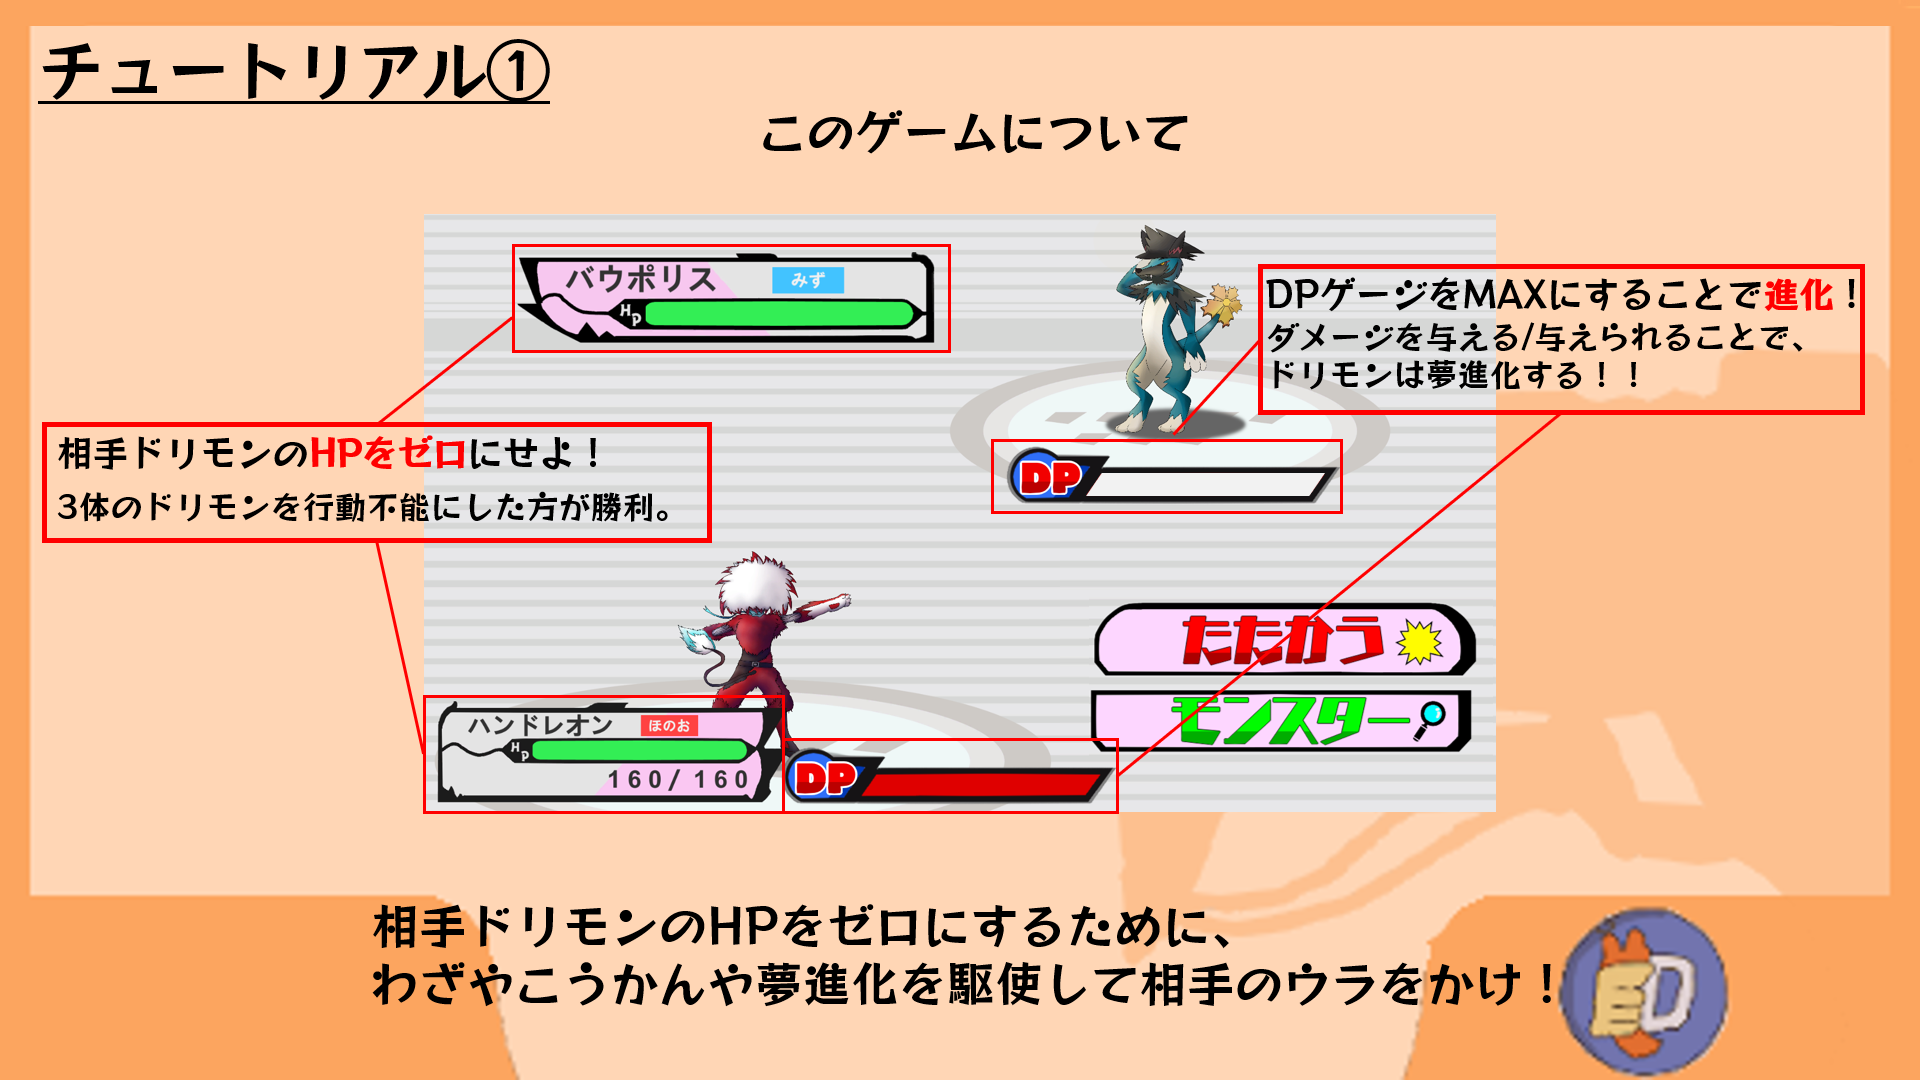 チュートリアル①
このゲームについて
バウポリス
みず
HP
DPゲージをMAXにすることで進化！
ダメージを与える/与えられることで、
ドリモンは夢進化する！！
相手ドリモンのHPをゼロにせよ！
3体のドリモンを行動不能にした方が勝利。
DP
たたかう
モンスター
ハンドレオン
ほのお
HP
160/ 160
DP
相手ドリモンのHPをゼロにするために、
わざやこうかんや夢進化を駆使して相手のウラをかけ！
D